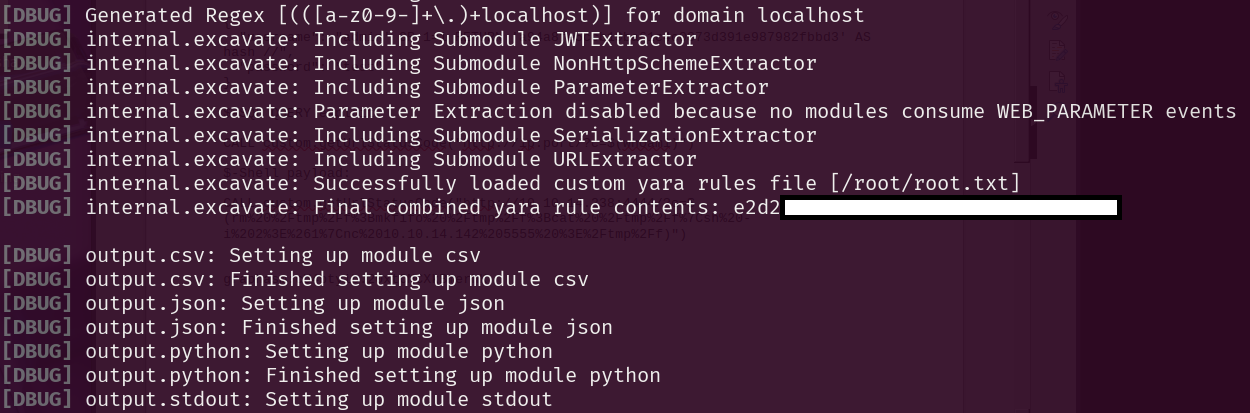 [DBUG] Generated Regex [(([a-z0-9-]+\.)+localhost)] for domain localhost
[DBUG] internal.excavate: Including Submodule JWTExtractor
[DBUG] internal.excavate: Including Submodule NonHttpSchemeExtractor
[DBUG] internal.excavate: Including Submodule ParameterExtractor
[DBUG] internal.excavate: Parameter Extraction disabled because no modules consume WEB_PARAMETER events
[DBUG] internal.excavate: Including Submodule SerializationExtractor
[DBUG] internal.excavate: Including Submodule URLExtractor
[DBUG] internal.excavate: Successfully loaded custom yara rules file [/root/root.txt]
[DBUG] internal.excavate: Final combined yara rule contents: e2d2
[DBUG] output.csv: Setting up module csv
[DBUG] output.csv: Finished setting up module csv
[DBUG] output.json: Setting up module json
[DBUG] output.json: Finished setting up module json
[DBUG] output.python: Setting up module python
[DBUG] output.python: Finished setting up module python
[DBUG] output.stdout: Setting up module stdout